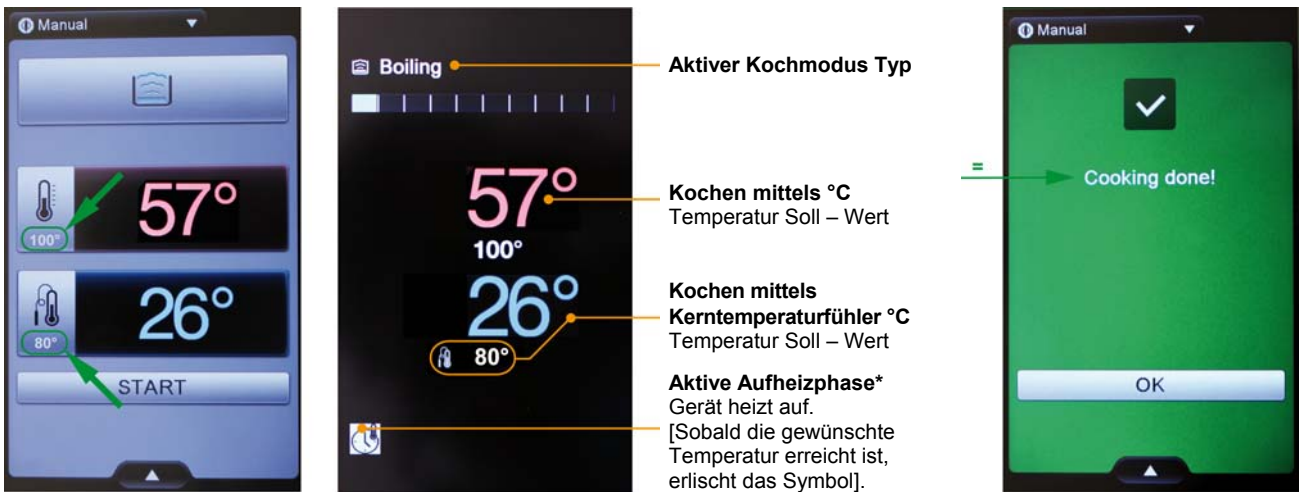 Manual
100°
57°
80°
26°
START
Boiling
57°
100°
26°
80°
Aktiver Kochmodus Typ
Kochen mittels °C
Temperatur Soll – Wert
Kochen mittels
Kerntemperaturfühler °C
Temperatur Soll – Wert
Aktive Aufheizphase*
Gerät heizt auf.
[Sobald die gewünschte
Temperatur erreicht ist,
erlischt das Symbol].
Manual
=
Cooking done!
OK